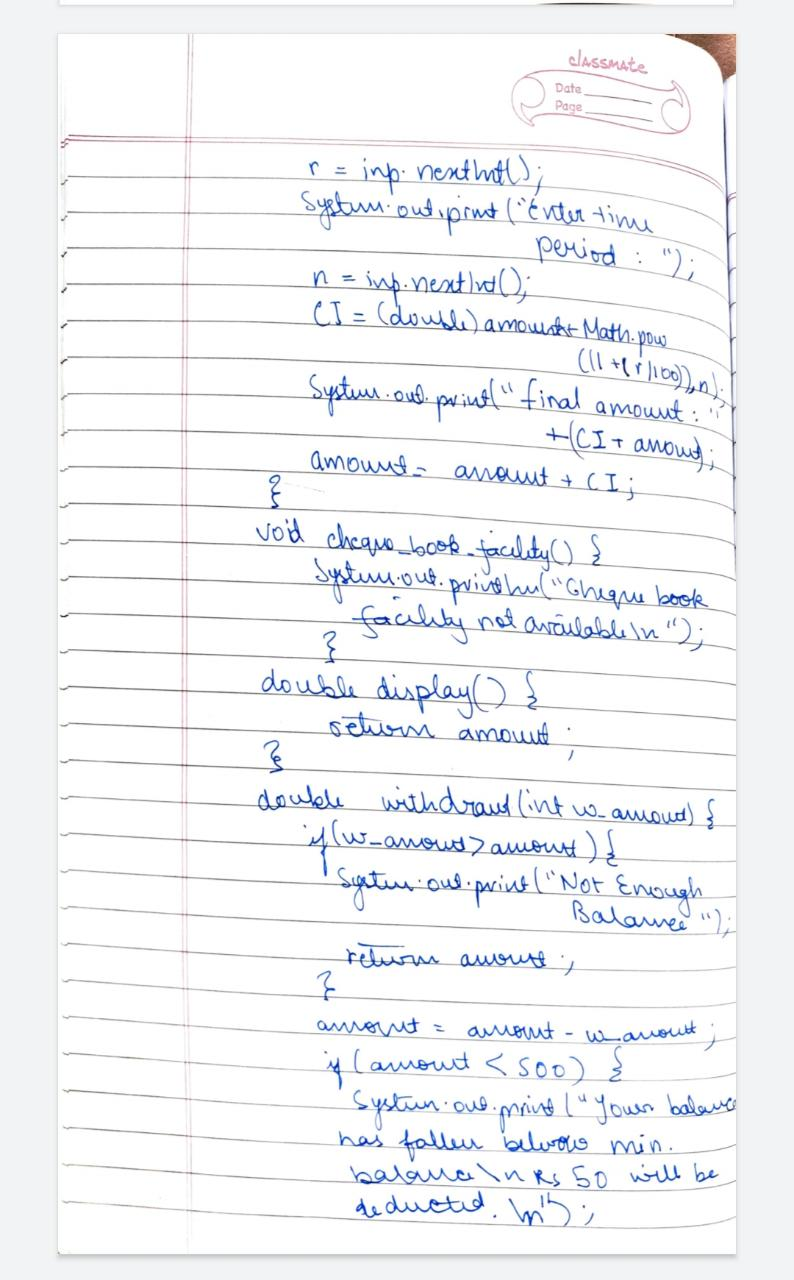 classmate
Date
Page
r = inp.nextInt();
System.out.print ("Enter time
period : ");
n = inp.nextInt();
CI = (double) amount * Math.pow
((1 + (r/100)),n);
System.out.print(" final amount : "
+(CI + amount);
amount = amount + CI;
}
void cheque_book_facility() {
System.out.println("Cheque book
facility not available\n");
}
double display() {
return amount ;
}
double withdrawl (int w_amount) {
if(w_amount > amount) {
System.out.print("Not Enough
Balance");
return amount ;
}
amount = amount - w_amount ;
if (amount < 500) {
System.out.print ("Your balance
has fallen below min.
balance \n Rs 50 will be
deducted. \n");